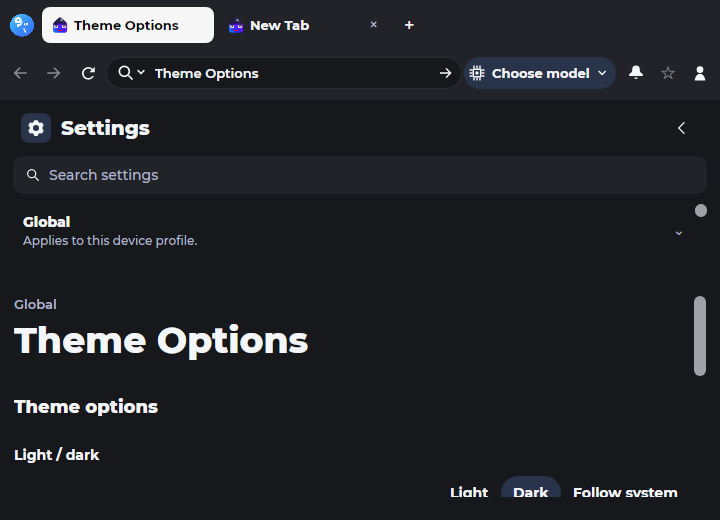 Theme Options
New Tab
Theme Options
Choose model
Settings
Search settings
Global
Applies to this device profile.
Global
Theme Options
Theme options
Light / dark
Light Dark Follow system